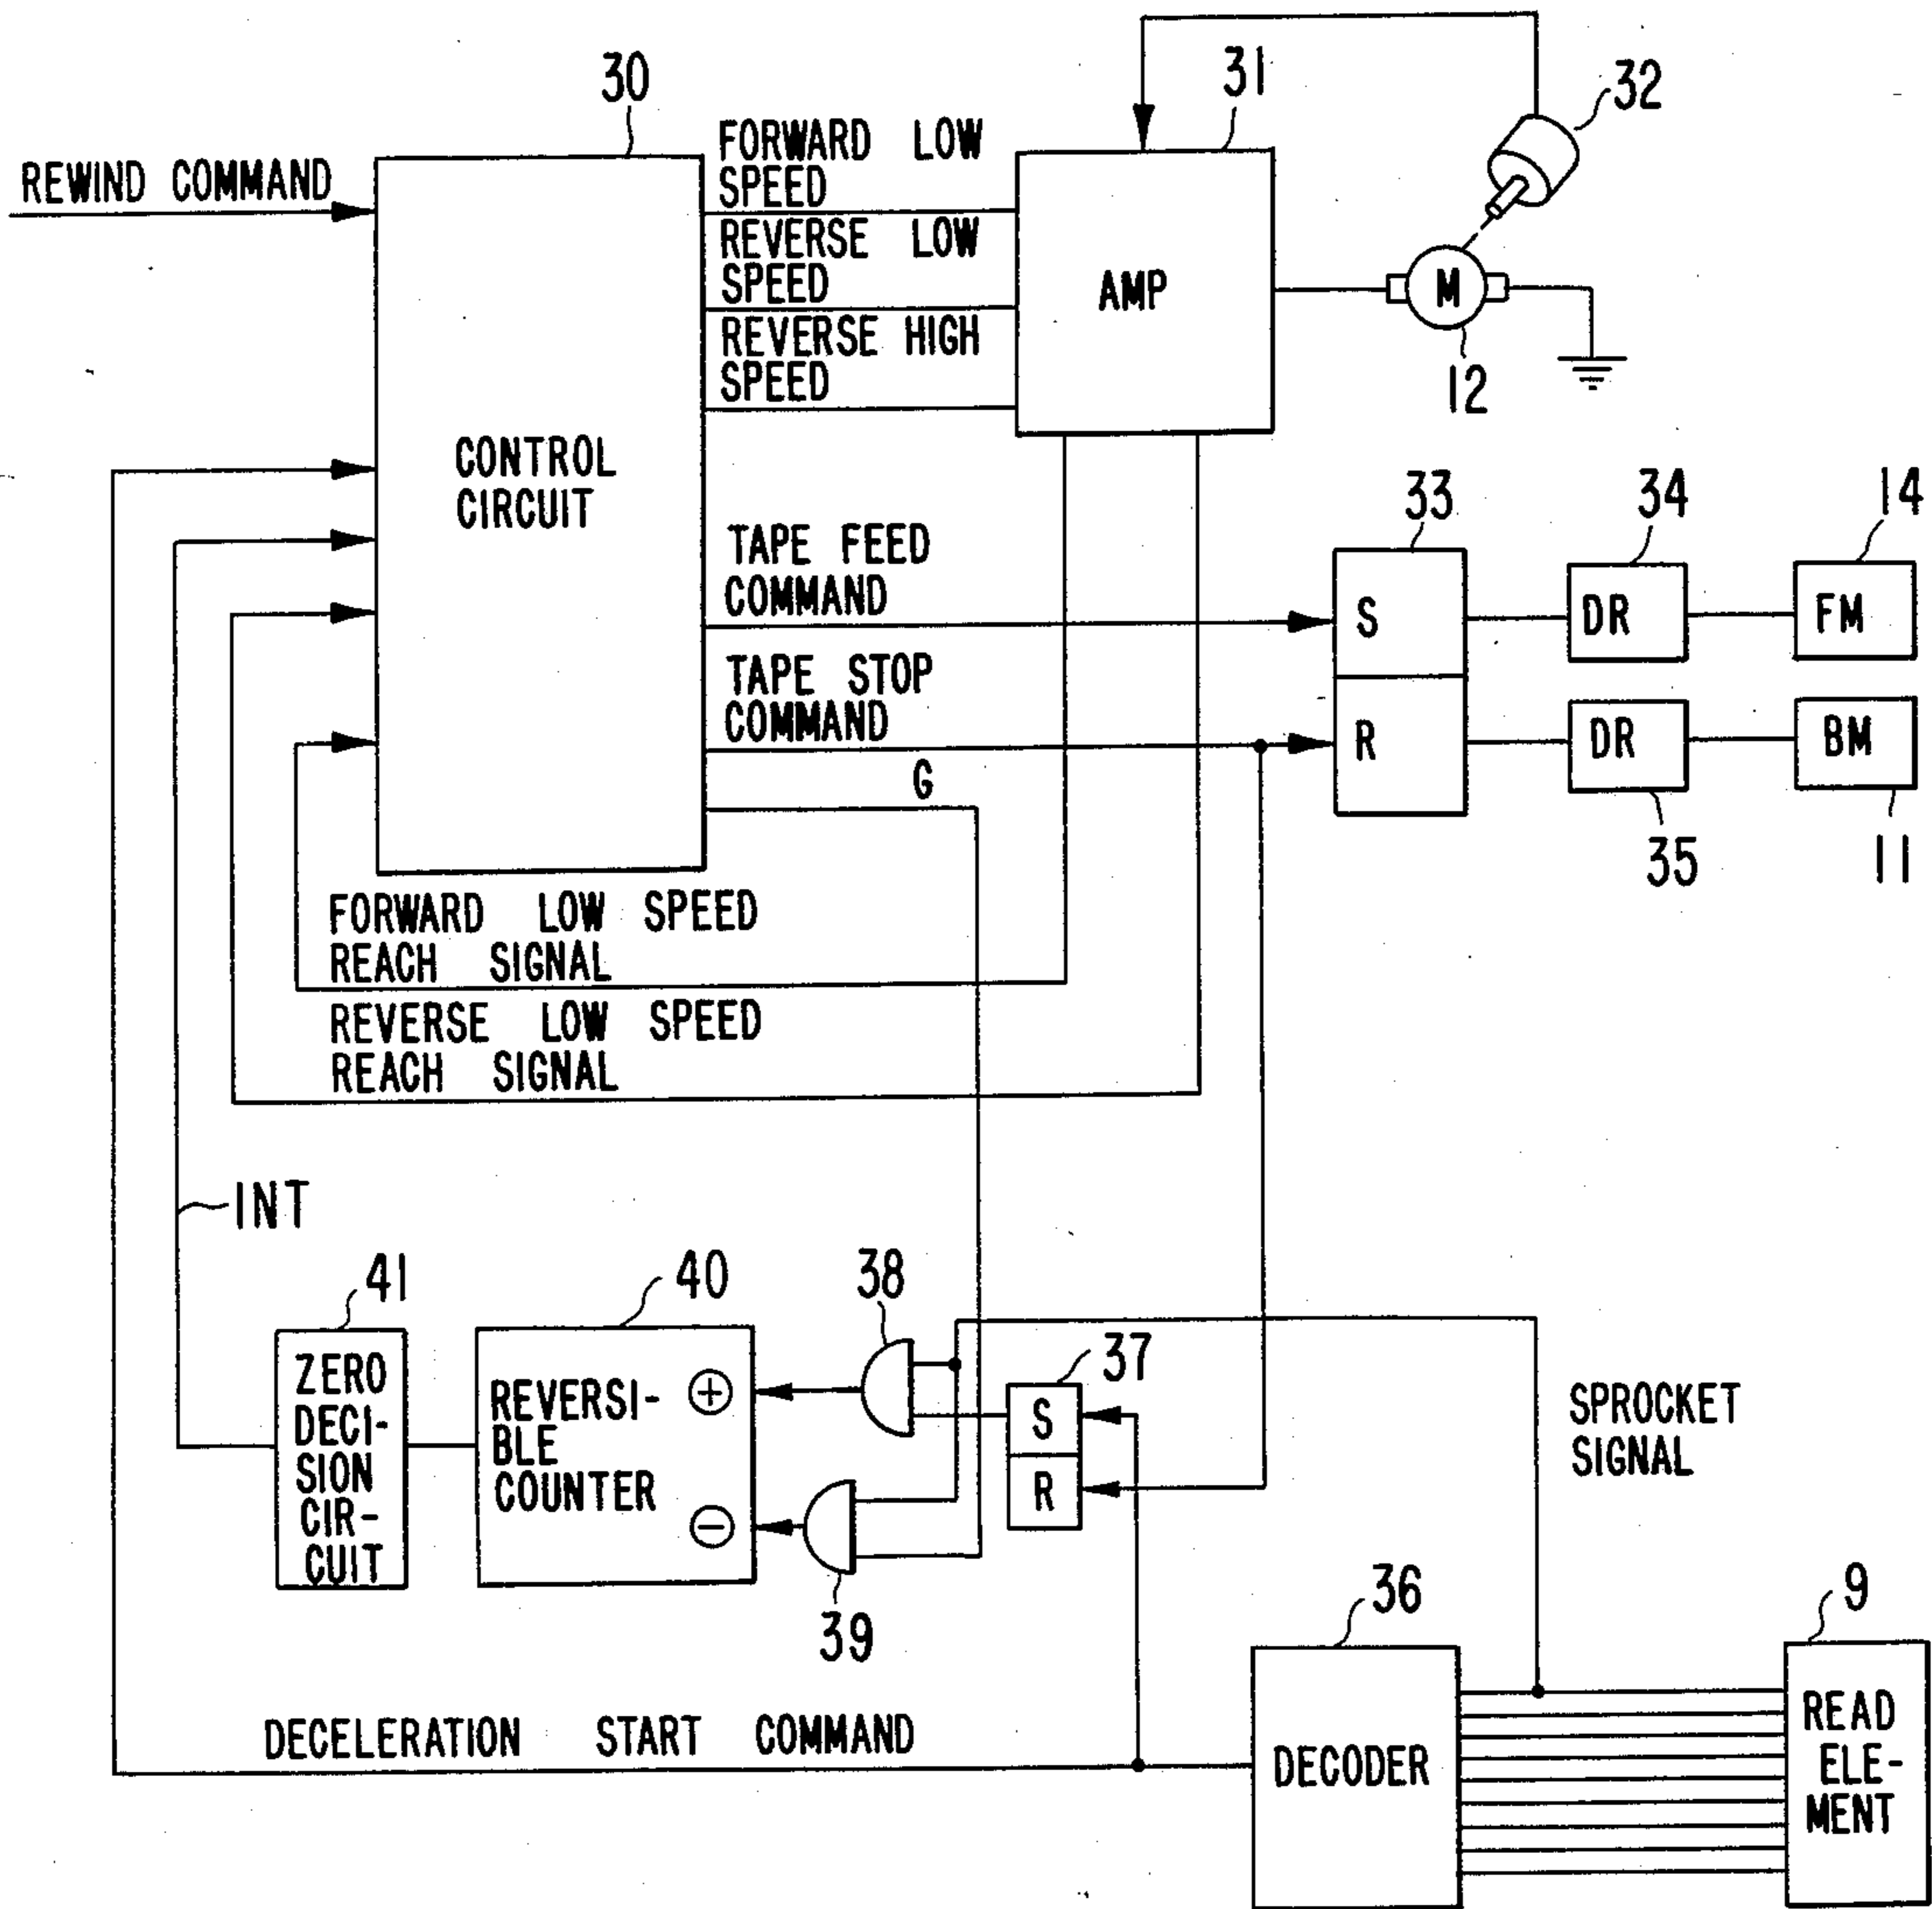 30
31
32
REWIND COMMAND
FORWARD LOW
SPEED
REVERSE LOW
SPEED
REVERSE HIGH
SPEED
AMP
M
12
CONTROL
CIRCUIT
33
34
14
TAPE FEED
COMMAND
S
DR
FM
TAPE STOP
COMMAND
R
DR
BM
G
35
11
FORWARD LOW SPEED
REACH SIGNAL
REVERSE LOW SPEED
REACH SIGNAL
INT
41
40
38
37
ZERO
DECI-
SION
CIR-
CUIT
REVERSI-
BLE
COUNTER
+
−
S
R
SPROCKET
SIGNAL
39
36
9
DECELERATION START COMMAND
DECODER
READ
ELE-
MENT